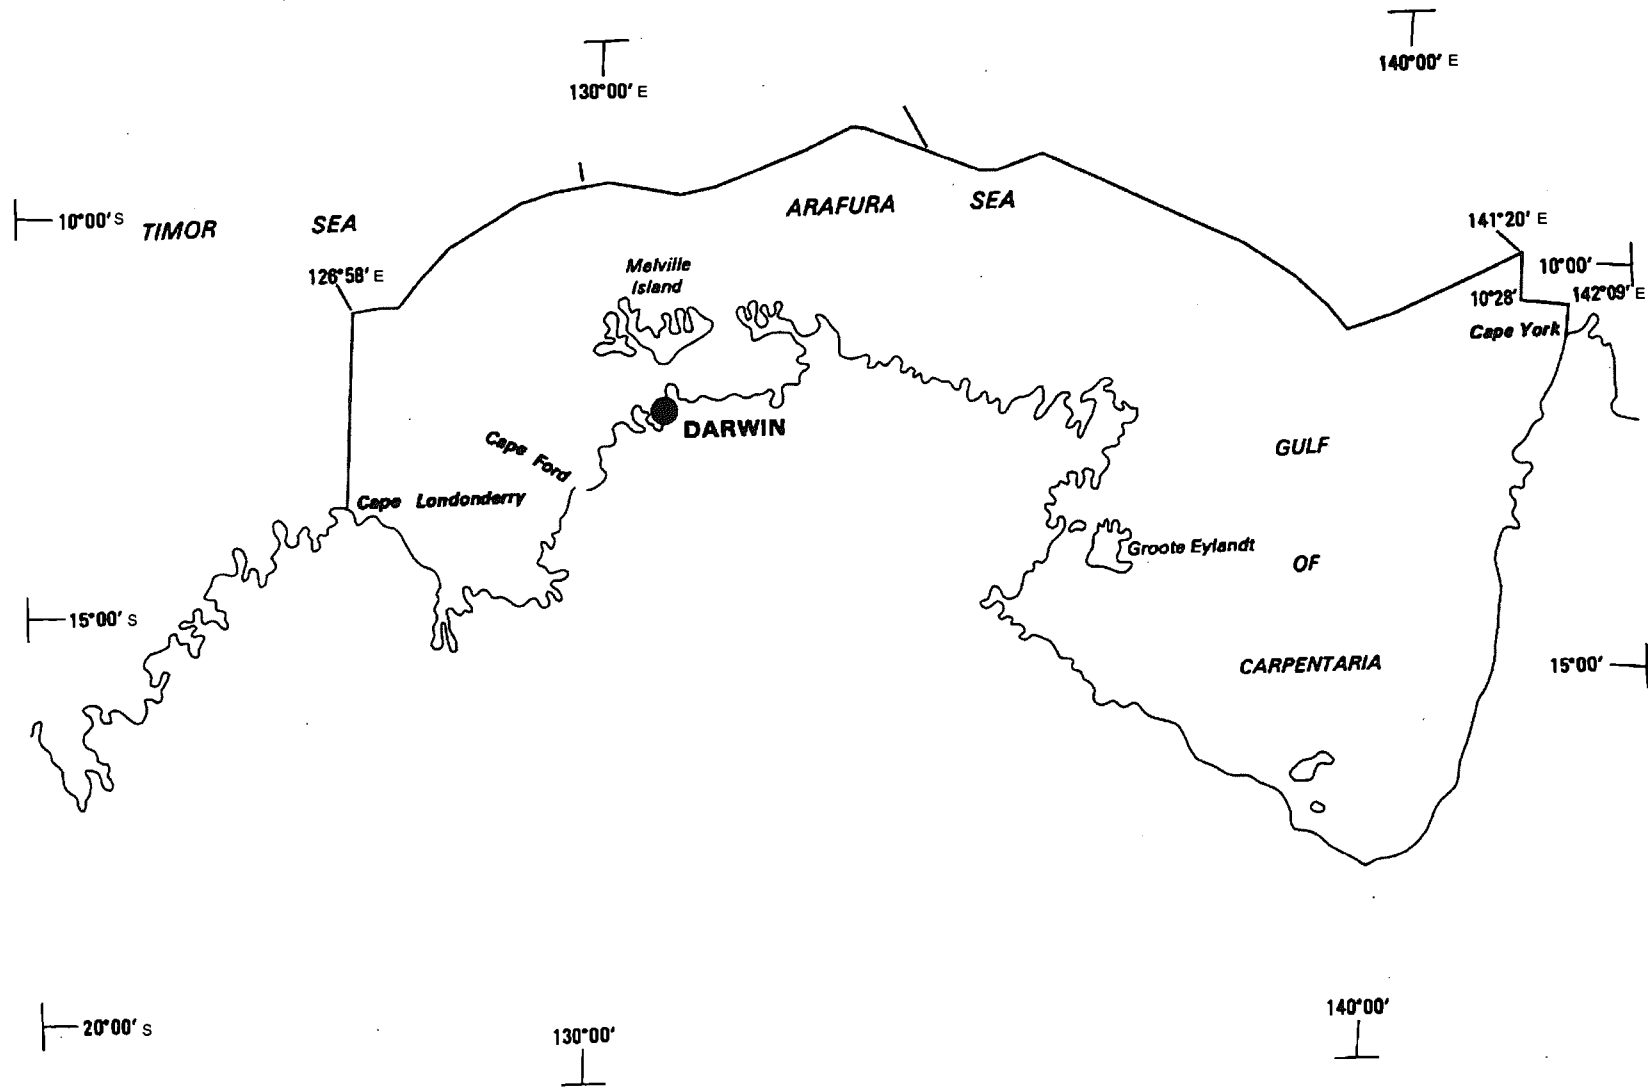 140°00' E
130°00' E
10°00' S
TIMOR SEA
ARAFURA SEA
141°20' E
10°00'
126°58' E
Melville
Island
10°28'
142°09' E
Cape York
DARWIN
Cape Ford
GULF
Cape Londonderry
Groote Eylandt
OF
15°00' S
CARPENTARIA
15°00'
20°00' S
130°00'
140°00'